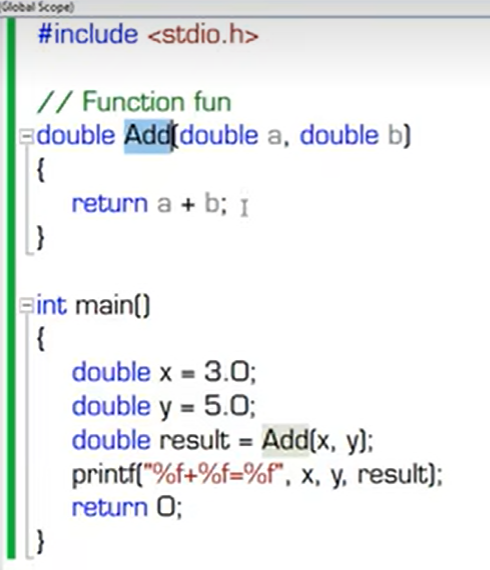 (Global Scope)
#include <stdio.h>
// Function fun
double Add(double a, double b)
{
return a + b;
}
int main()
{
double x = 3.0;
double y = 5.0;
double result = Add(x, y);
printf("%f+%f=%f", x, y, result);
return 0;
}